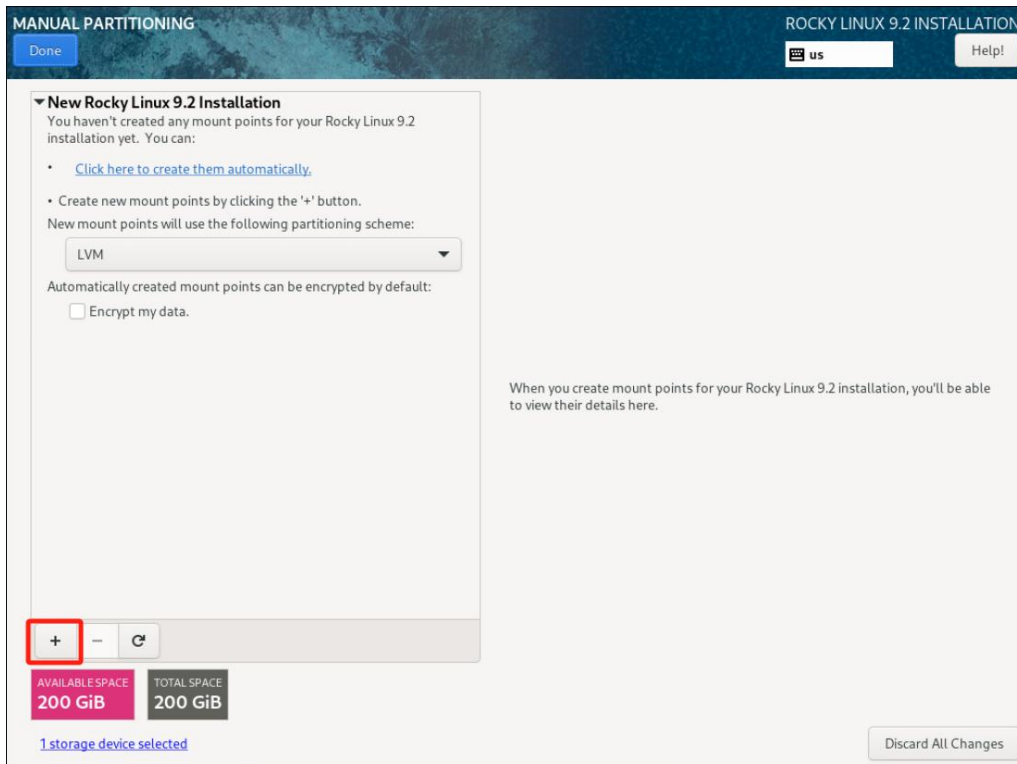 MANUAL PARTITIONING
ROCKY LINUX 9.2 INSTALLATION
Done
us
Help!
New Rocky Linux 9.2 Installation
You haven't created any mount points for your Rocky Linux 9.2
installation yet. You can:
• Click here to create them automatically.
• Create new mount points by clicking the '+' button.
New mount points will use the following partitioning scheme:
LVM
Automatically created mount points can be encrypted by default:
Encrypt my data.
When you create mount points for your Rocky Linux 9.2 installation, you'll be able
to view their details here.
+ −
AVAILABLE SPACE
200 GiB
TOTAL SPACE
200 GiB
1 storage device selected
Discard All Changes